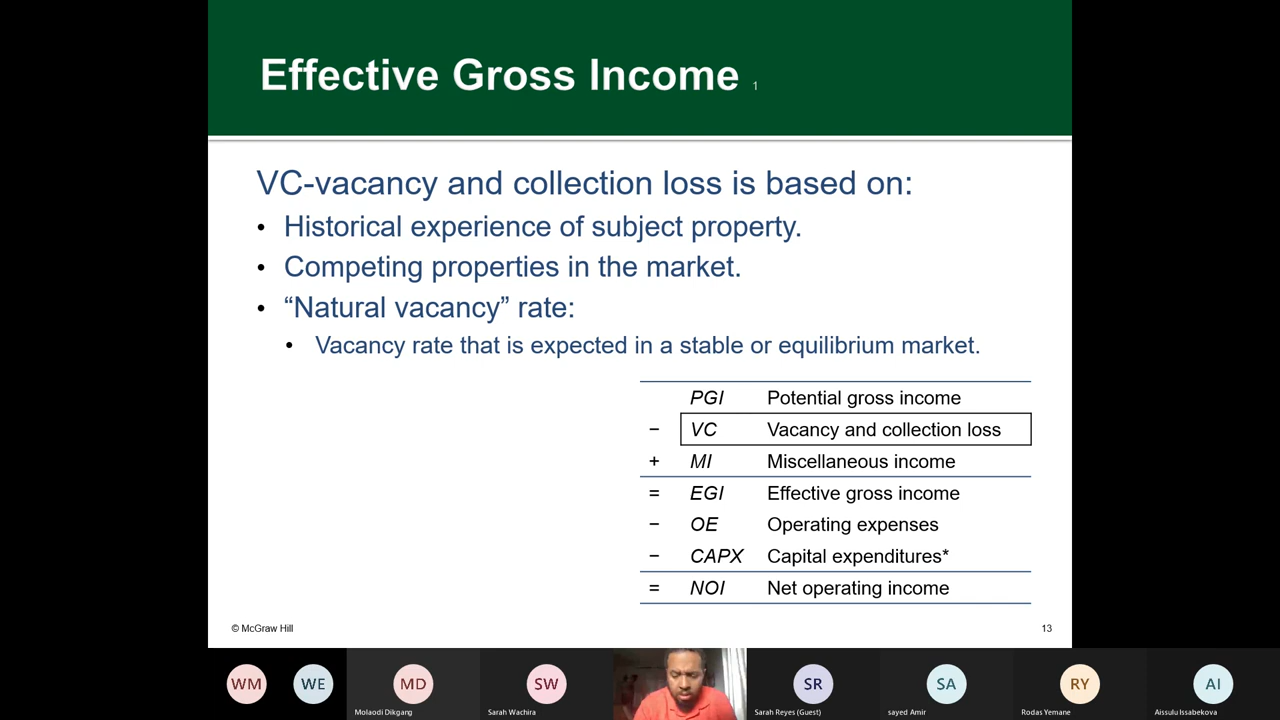 Effective Gross Income 1
VC-vacancy and collection loss is based on:
• Historical experience of subject property.
• Competing properties in the market.
• “Natural vacancy” rate:
• Vacancy rate that is expected in a stable or equilibrium market.
PGI Potential gross income
− VC Vacancy and collection loss
+ MI Miscellaneous income
= EGI Effective gross income
− OE Operating expenses
− CAPX Capital expenditures*
= NOI Net operating income
© McGraw Hill 13
WM WE MD SW SR SA RY AI
Molaodi Dikgang Sarah Wachira Sarah Reyes (Guest) sayed Amir Rodas Yemane Aissulu Issabekova